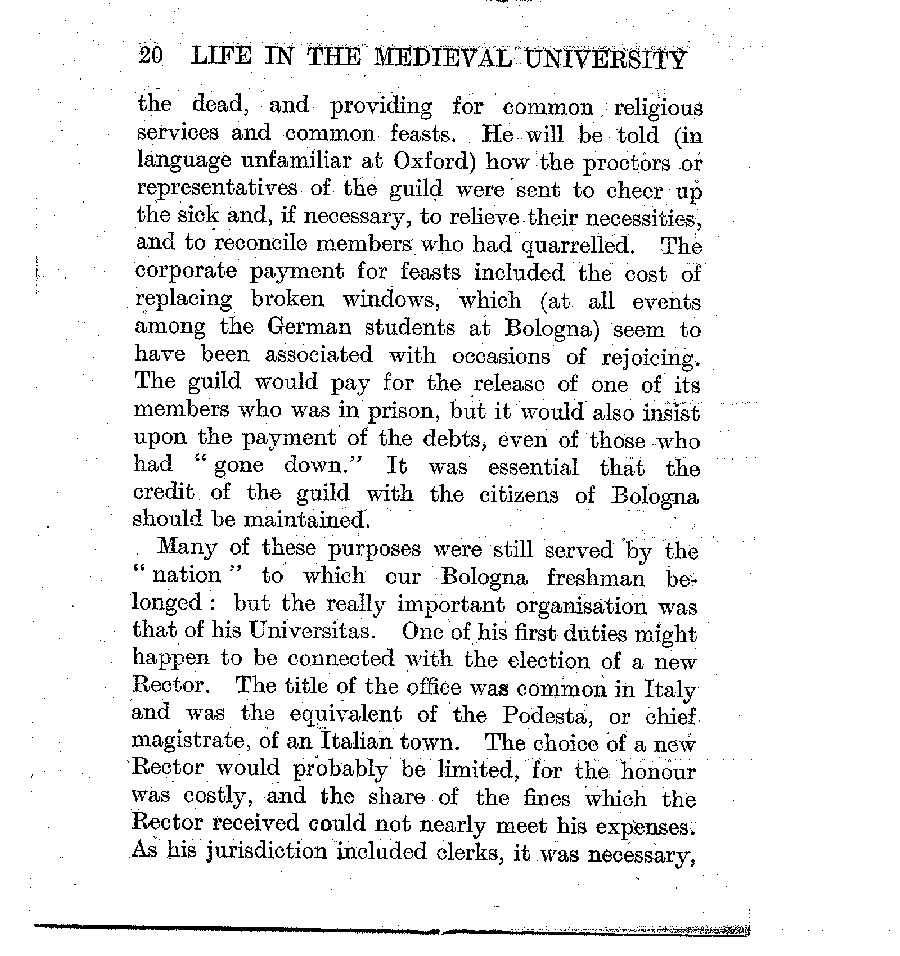 20 LIFE IN THE MEDIEVAL UNIVERSITY
the dead, and providing for common religious
services and common feasts. He will be told (in
language unfamiliar at Oxford) how the proctors or
representatives of the guild were sent to cheer up
the sick and, if necessary, to relieve their necessities,
and to reconcile members who had quarrelled. The
corporate payment for feasts included the cost of
replacing broken windows, which (at all events
among the German students at Bologna) seem to
have been associated with occasions of rejoicing.
The guild would pay for the release of one of its
members who was in prison, but it would also insist
upon the payment of the debts, even of those who
had “gone down.” It was essential that the
credit of the guild with the citizens of Bologna
should be maintained.
Many of these purposes were still served by the
“nation” to which our Bologna freshman be-
longed: but the really important organisation was
that of his Universitas. One of his first duties might
happen to be connected with the election of a new
Rector. The title of the office was common in Italy
and was the equivalent of the Podesta, or chief
magistrate, of an Italian town. The choice of a new
Rector would probably be limited, for the honour
was costly, and the share of the fines which the
Rector received could not nearly meet his expenses.
As his jurisdiction included clerks, it was necessary,